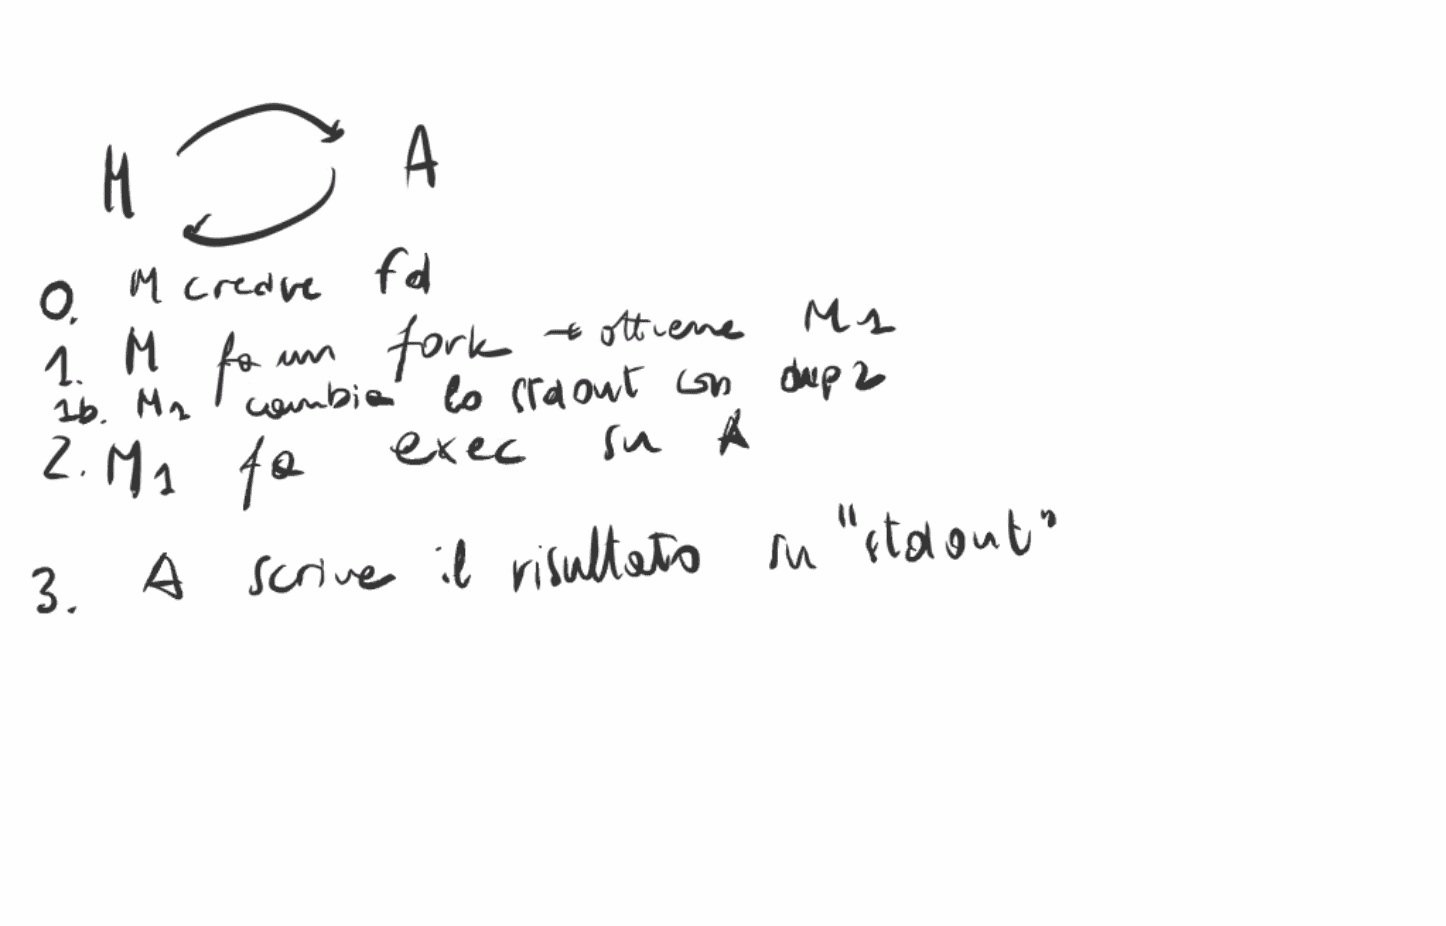 M A
0. M creare fd
1. M fa un fork → ottiene M1
1b. M1 cambia lo stdout con dup2
2. M1 fa exec su A
3. A scrive il risultato su "stdout"